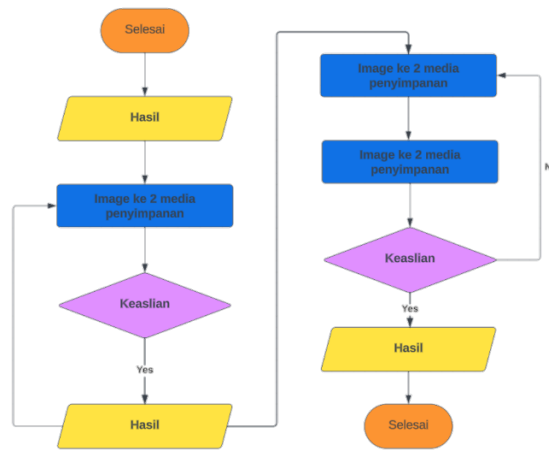 Selesai
Hasil
Image ke 2 media
penyimpanan
Keaslian
Yes
Hasil
Image ke 2 media
penyimpanan
Image ke 2 media
penyimpanan
Keaslian
Yes
Hasil
Selesai